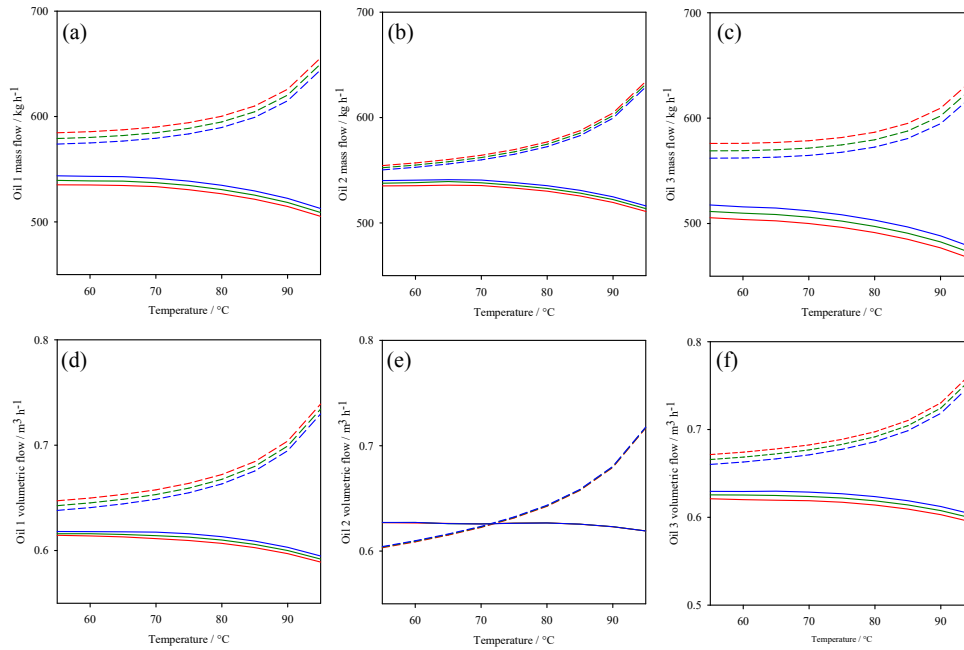 (a)
700
600
500
60 70 80 90
Oil 1 mass flow / kg h-1
Temperature / °C
(b)
700
600
500
60 70 80 90
Oil 2 mass flow / kg h-1
Temperature / °C
(c)
700
600
500
60 70 80 90
Oil 3 mass flow / kg h-1
Temperature / °C
(d)
0.8
0.7
0.6
60 70 80 90
Oil 1 volumetric flow / m3 h-1
Temperature / °C
(e)
0.8
0.7
0.6
60 70 80 90
Oil 2 volumetric flow / m3 h-1
Temperature / °C
(f)
0.8
0.7
0.6
0.5
60 70 80 90
Oil 3 volumetric flow / m3 h-1
Temperature / °C